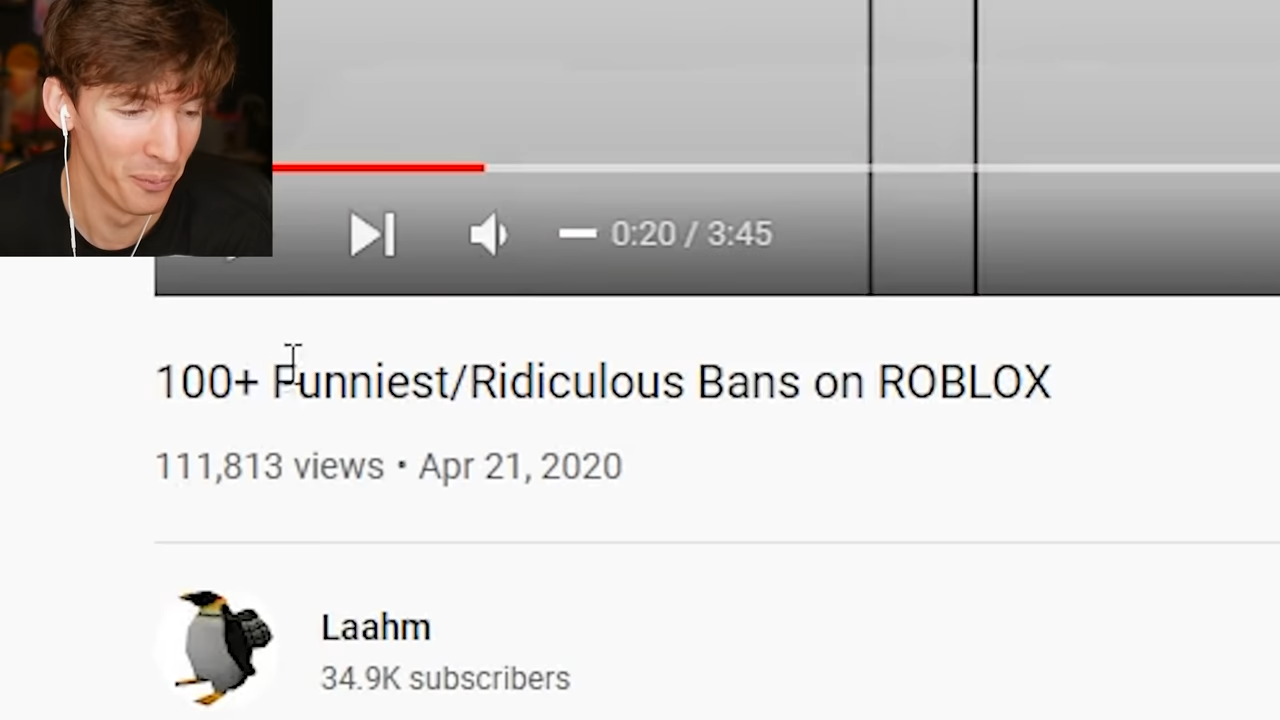 0:20 / 3:45
100+ Funniest/Ridiculous Bans on ROBLOX
111,813 views • Apr 21, 2020
Laahm
34.9K subscribers